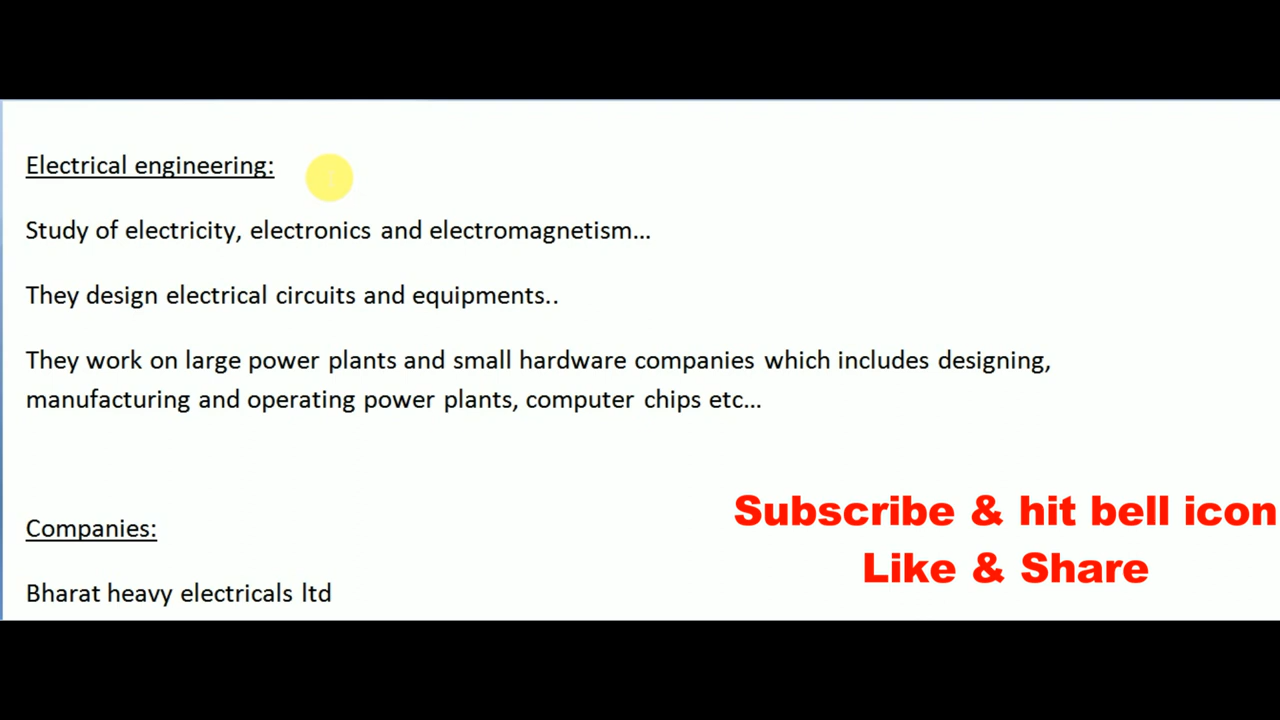 Electrical engineering:
Study of electricity, electronics and electromagnetism...
They design electrical circuits and equipments..
They work on large power plants and small hardware companies which includes designing,
manufacturing and operating power plants, computer chips etc...
Companies:
Bharat heavy electricals ltd
Subscribe & hit bell icon
Like & Share